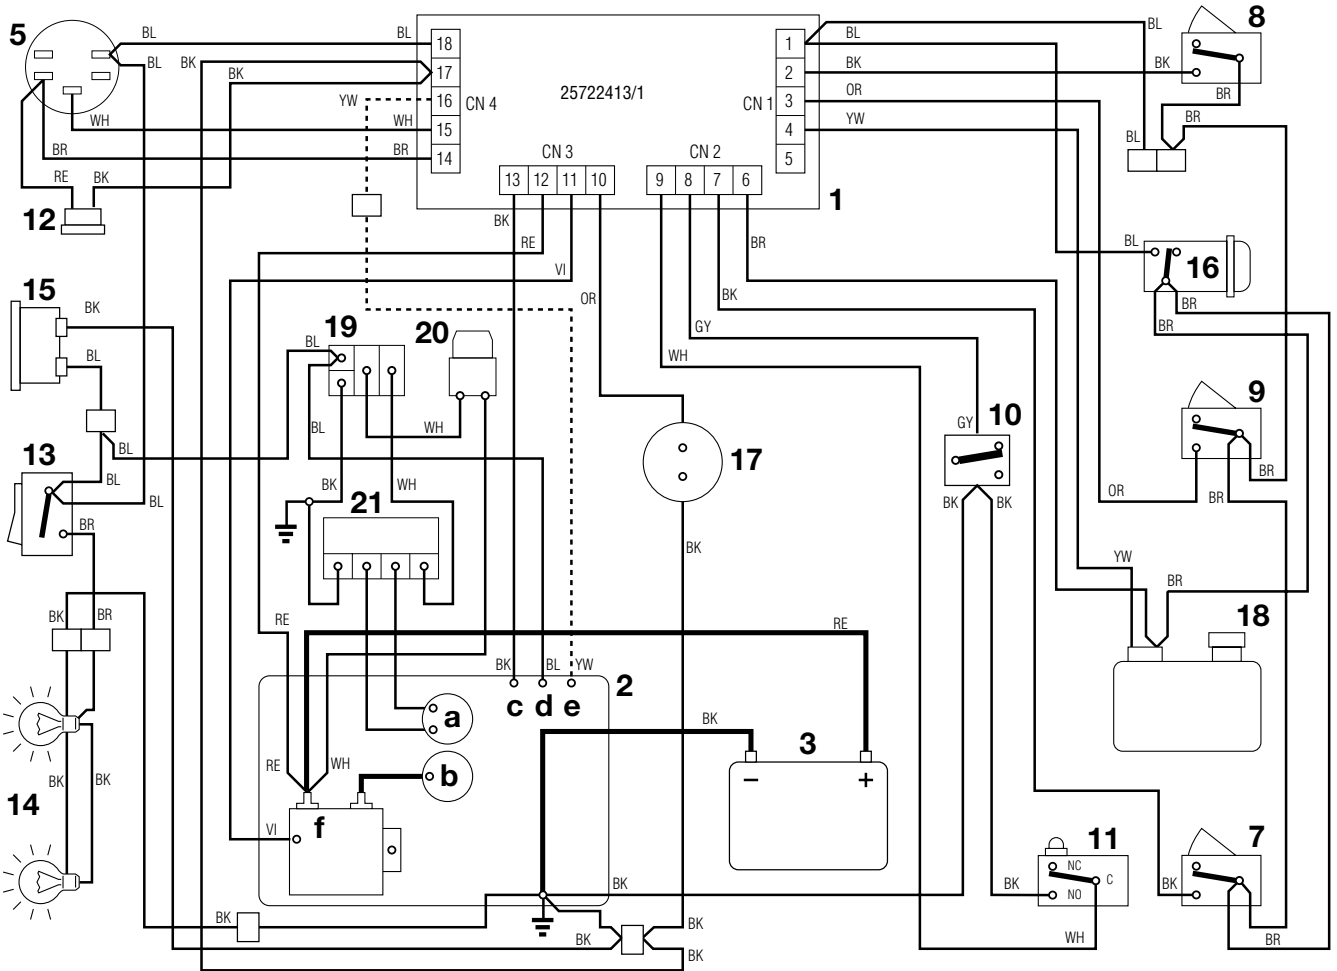 5
BL
BL
BL
BK
BK
YW
WH
WH
BR
BR
RE
BK
12
18
17
16
15
14
CN 4
25722413/1
CN 1
1
2
3
4
5
CN 3
13
12
11
10
CN 2
9
8
7
6
1
BL
BL
BK
OR
YW
8
BR
BR
BL
BK
RE
VI
OR
BR
BK
GY
WH
BL
16
BR
BR
15
BK
BL
19
BL
20
WH
BL
BL
BK
WH
21
13
BL
BL
BR
17
BK
GY
10
BK
BK
9
OR
BR
BR
YW
BR
18
BK
BR
14
BK
BK
RE
RE
BK
BL
YW
2
c
d
e
a
b
f
RE
WH
VI
BK
3
−
+
BK
BK
BK
BK
BK
11
NC
C
NO
BK
WH
7
BK
BR